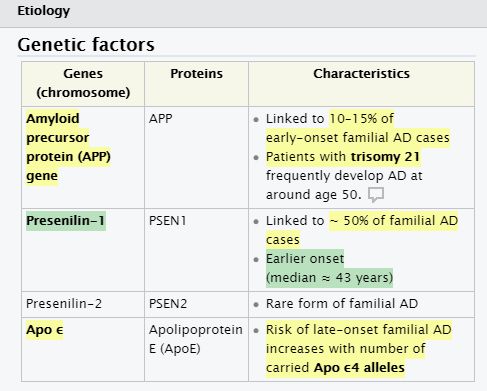 Etiology
Genetic factors
Genes
(chromosome)
Proteins
Characteristics
Amyloid
precursor
protein (APP)
gene
APP
• Linked to 10–15% of
early-onset familial AD cases
• Patients with trisomy 21
frequently develop AD at
around age 50.
Presenilin-1
PSEN1
• Linked to ~ 50% of familial AD
cases
• Earlier onset
(median ≈ 43 years)
Presenilin-2
PSEN2
• Rare form of familial AD
Apo ϵ
Apolipoprotein
E (ApoE)
• Risk of late-onset familial AD
increases with number of
carried Apo ϵ4 alleles